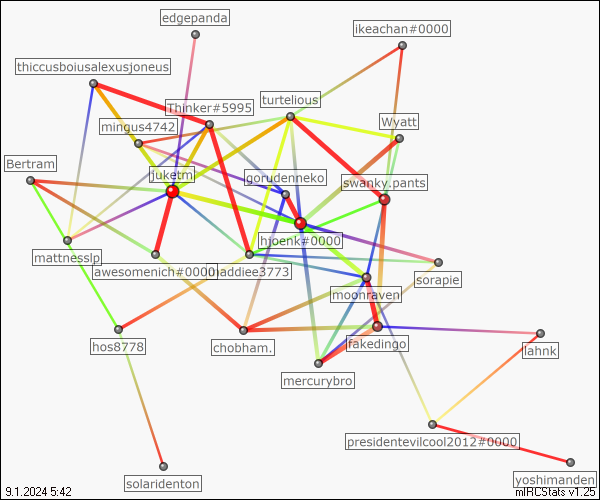 edgepanda
ikeachan#0000
thiccusboiusalexusjoneus
turtelious
Thinker#5995
mingus4742
Wyatt
Bertram
juketm
gorudenneko
swanky.pants
hjoenk#0000
mattnesslp
awesomenich#0000
maddiee3773
sorapie
moonraven
hos8778
chobham.
fakedingo
lahnk
mercurybro
presidentevilcool2012#0000
solaridenton
yoshimanden
9.1.2024 5:42
mIRCStats v1.25